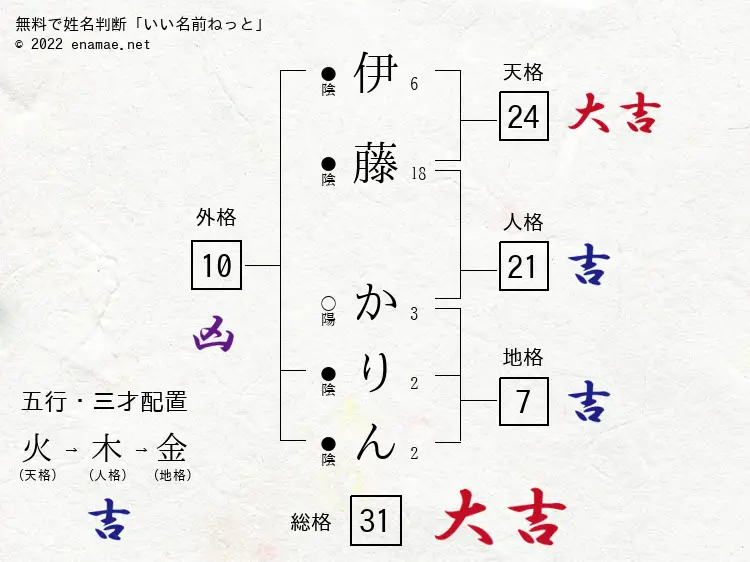 無料で姓名判断「いい名前ねっと」
© 2022 enamae.net
天格
24 大吉
●陰 伊 6
●陰 藤 18
外格
10
凶
人格
21 吉
○陽 か 3
●陰 り 2
●陰 ん 2
地格
7 吉
五行・三才配置
火 → 木 → 金
(天格) (人格) (地格)
吉
総格 31 大吉